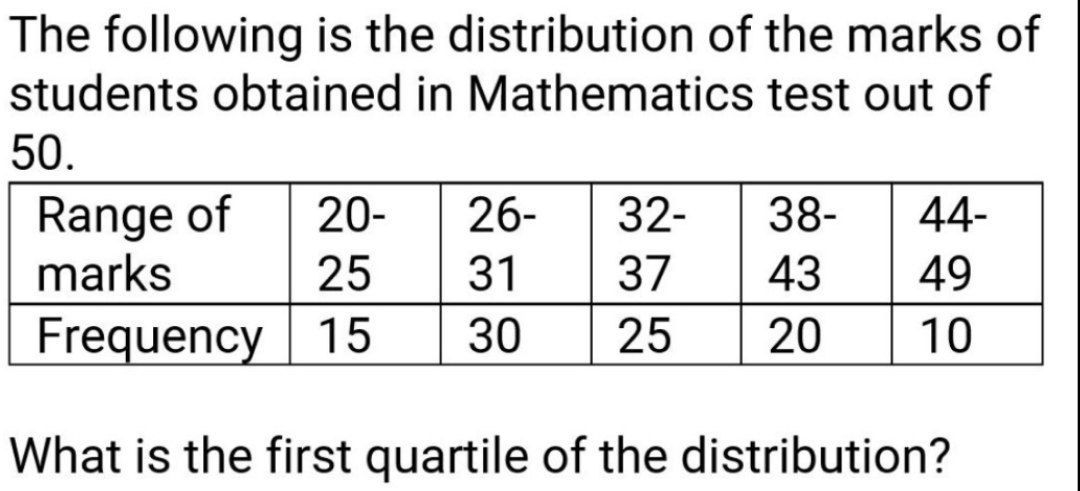 The following is the distribution of the marks of
students obtained in Mathematics test out of
50.
Range of marks 20-25 26-31 32-37 38-43 44-49
Frequency 15 30 25 20 10
What is the first quartile of the distribution?